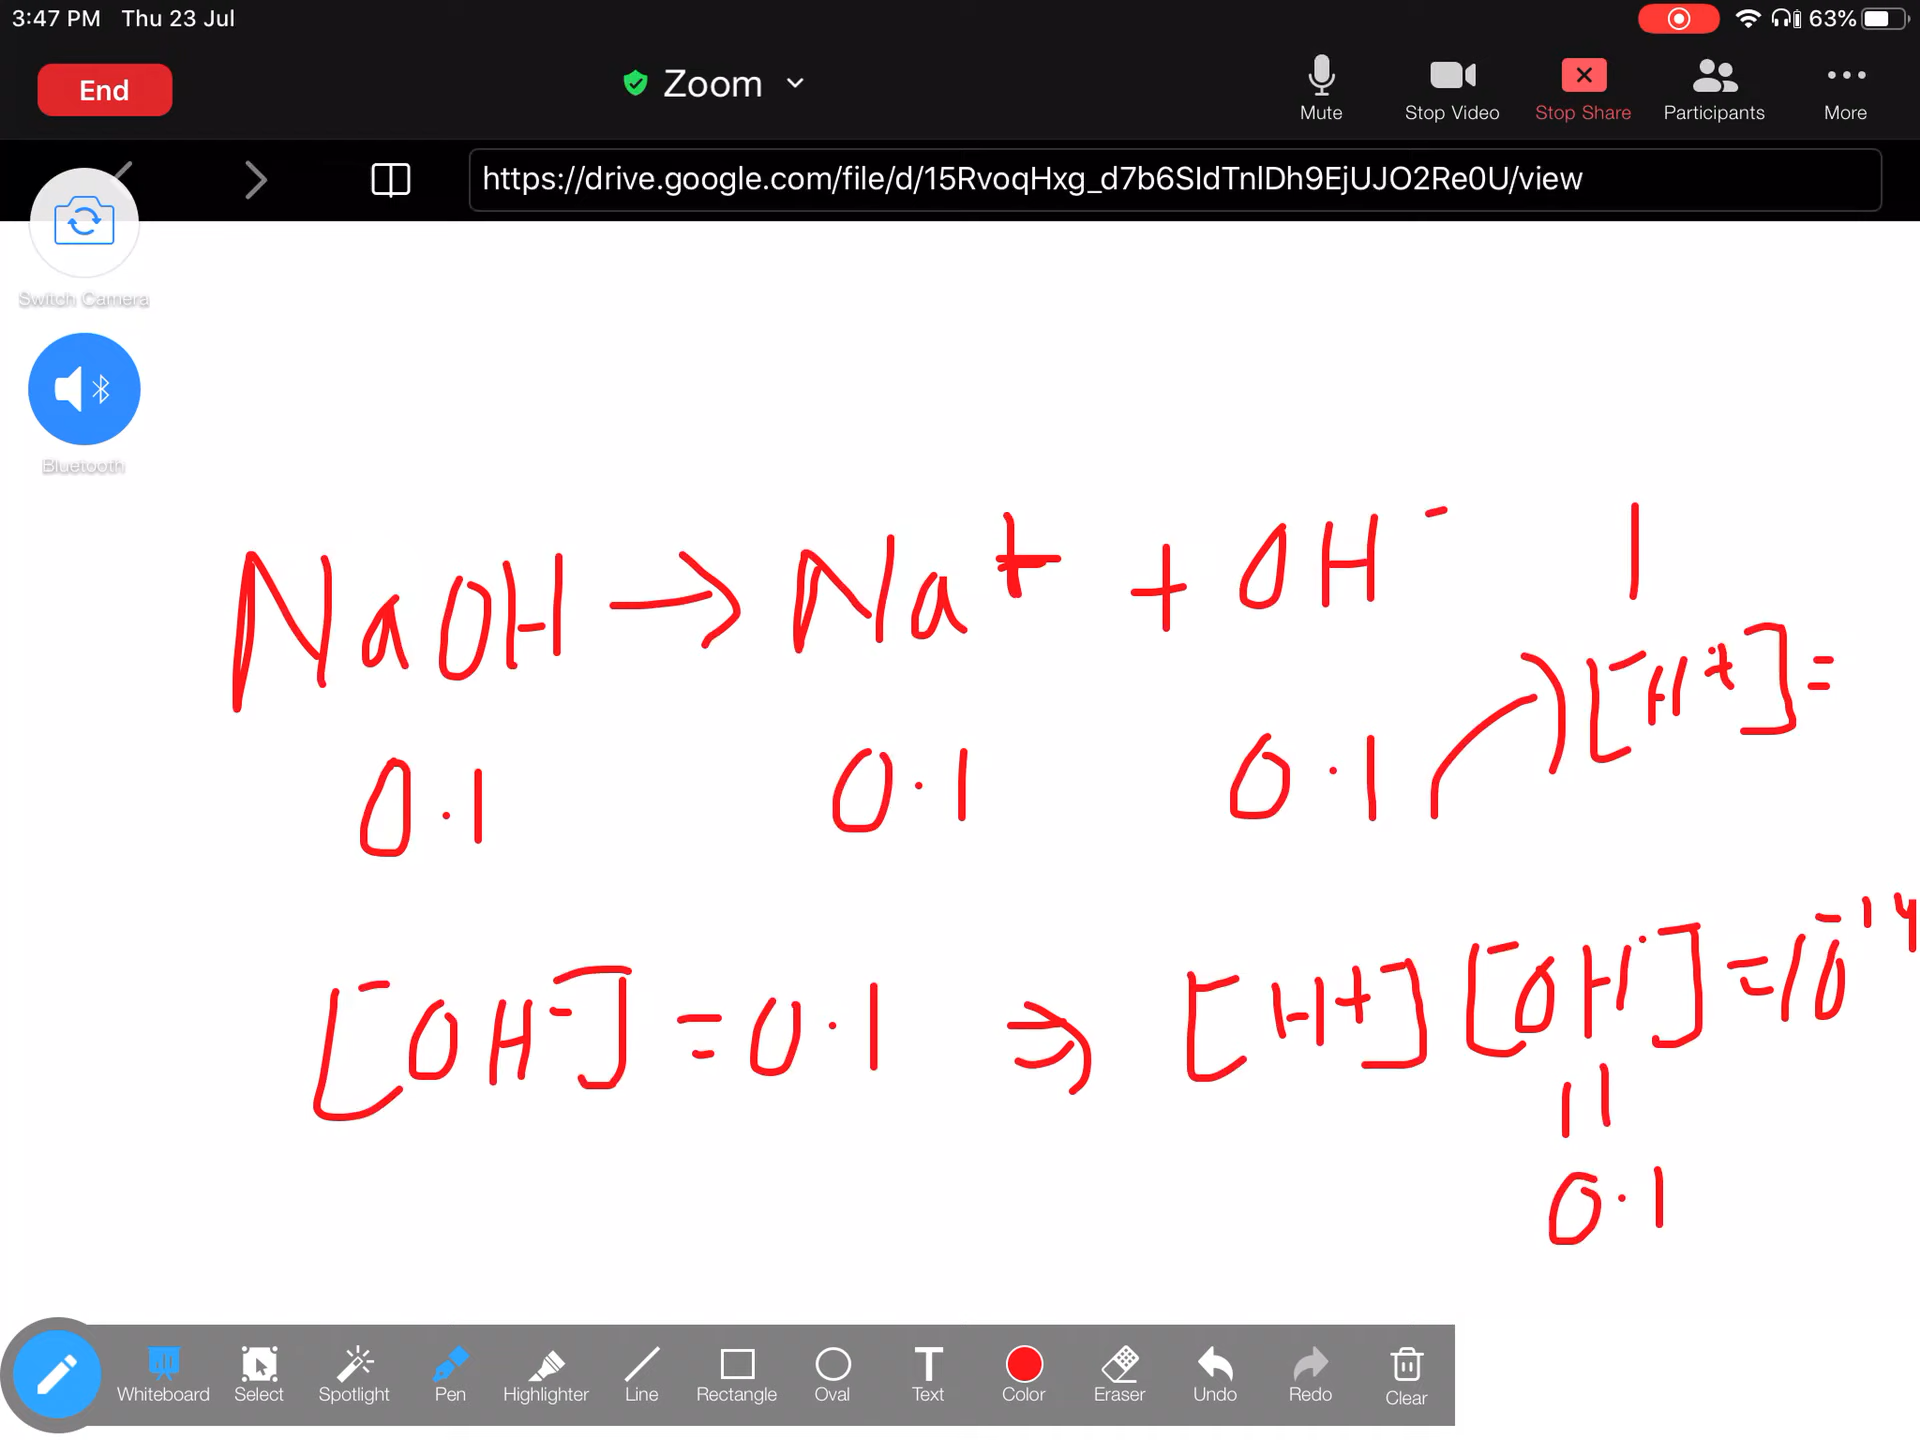 3:47 PM Thu 23 Jul 63%
End Zoom Mute Stop Video Stop Share Participants More
https://drive.google.com/file/d/15RvoqHxg_d7b6SIdTnlDh9EjUJO2Re0U/view
Switch Camera
Bluetooth
NaOH → Na⁺ + OH⁻ 1
[H⁺] =
0.1 0.1 0.1
[OH⁻] = 0.1 ⇒ [H+] [OH⁻] = 10⁻¹⁴
11
0.1
Whiteboard Select Spotlight Pen Highlighter Line Rectangle Oval Text Color Eraser Undo Redo Clear